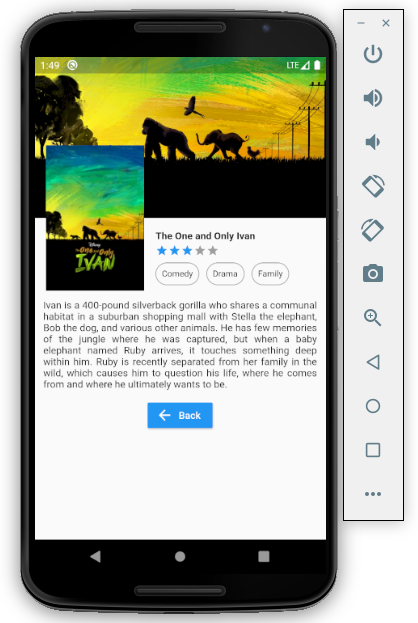 1:49 LTE
Disney
The One and Only
IVAN
The One and Only Ivan
Comedy Drama Family
Ivan is a 400-pound silverback gorilla who shares a communal
habitat in a suburban shopping mall with Stella the elephant,
Bob the dog, and various other animals. He has few memories
of the jungle where he was captured, but when a baby
elephant named Ruby arrives, it touches something deep
within him. Ruby is recently separated from her family in the
wild, which causes him to question his life, where he comes
from and where he ultimately wants to be.
Back